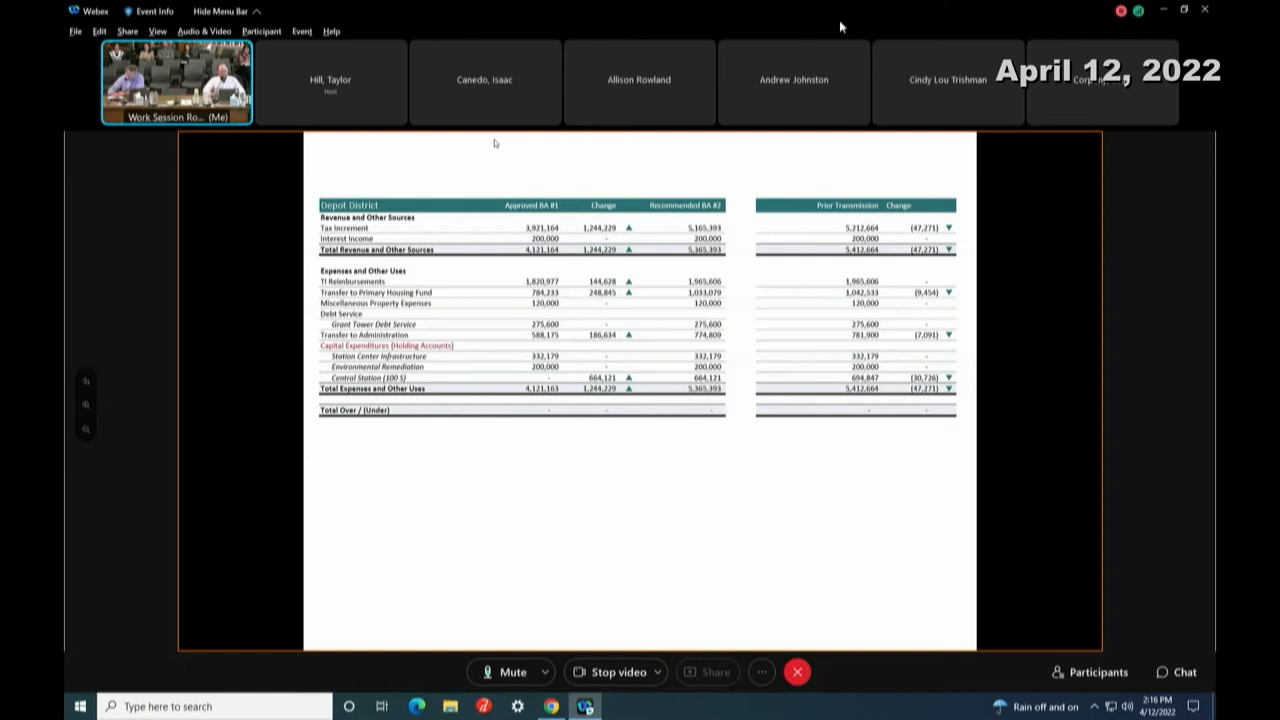 Webex Event Info Hide Menu Bar
File Edit Share View Audio & Video Participant Event Help
April 12, 2022
Work Session Ro... (Me)
Hill, Taylor
Host
Canedo, Isaac
Allison Rowland
Andrew Johnston
Cindy Lou Trishman
Depot District Approved BA #1 Change Recommended BA #2 Prior Transmission Change
Revenue and Other Sources
Tax Increment 3,921,164 1,244,229 ▲ 5,165,393 5,212,664 (47,271) ▼
Interest Income 200,000 - 200,000 200,000 -
Total Revenue and Other Sources 4,121,164 1,244,229 ▲ 5,365,393 5,412,664 (47,271) ▼
Expenses and Other Uses
TI Reimbursements 1,820,977 144,628 ▲ 1,965,606 1,965,606 -
Transfer to Primary Housing Fund 784,233 248,845 ▲ 1,033,079 1,042,533 (9,454) ▼
Miscellaneous Property Expenses 120,000 - 120,000 120,000 -
Debt Service
Grant Tower Debt Service 275,600 - 275,600 275,600 -
Transfer to Administration 588,175 186,634 ▲ 774,809 781,900 (7,091) ▼
Capital Expenditures (Holding Accounts)
Station Center Infrastructure 332,179 - 332,179 332,179 -
Environmental Remediation 200,000 - 200,000 200,000 -
Central Station (100 S) - 664,121 ▲ 664,121 694,847 (30,726) ▼
Total Expenses and Other Uses 4,121,163 1,244,229 ▲ 5,365,393 5,412,664 (47,271) ▼
Total Over / (Under) - - - - -
Mute Stop video Share Participants Chat
Type here to search Rain off and on 2:16 PM
4/12/2022